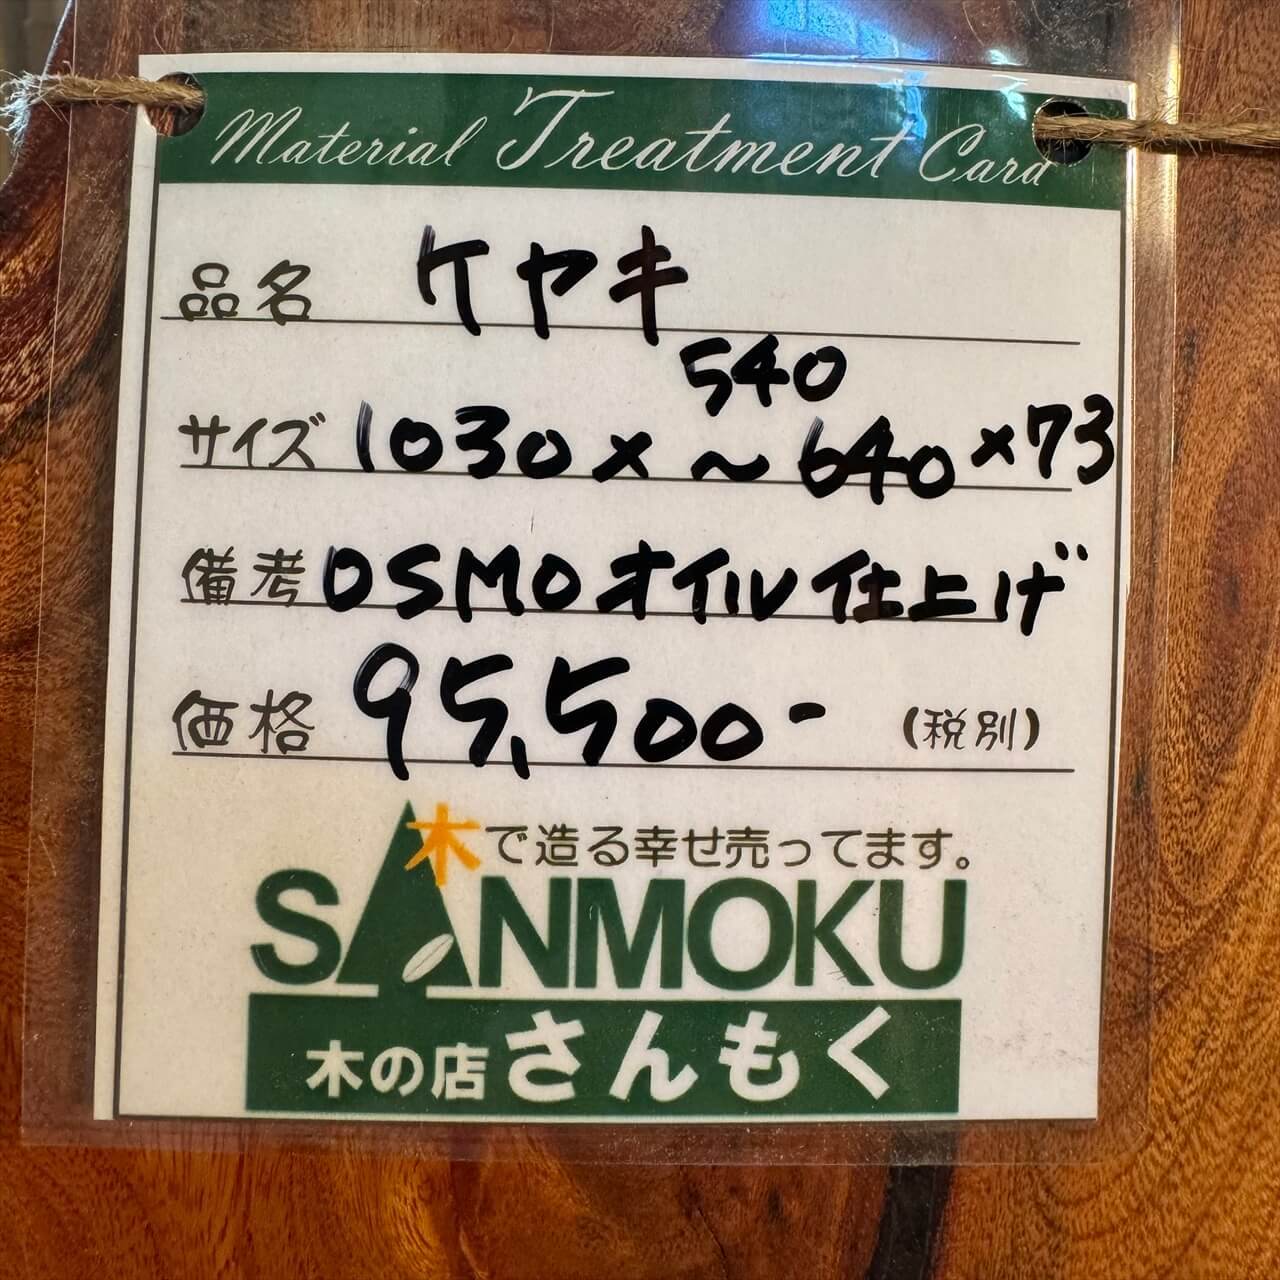 Material Treatment Card
品名 ケヤキ
サイズ 1030×540～640×73
備考 OSMOオイル仕上げ
価格 95,500- (税別)
木で造る幸せ売ってます。
SANMOKU
木の店 さんもく